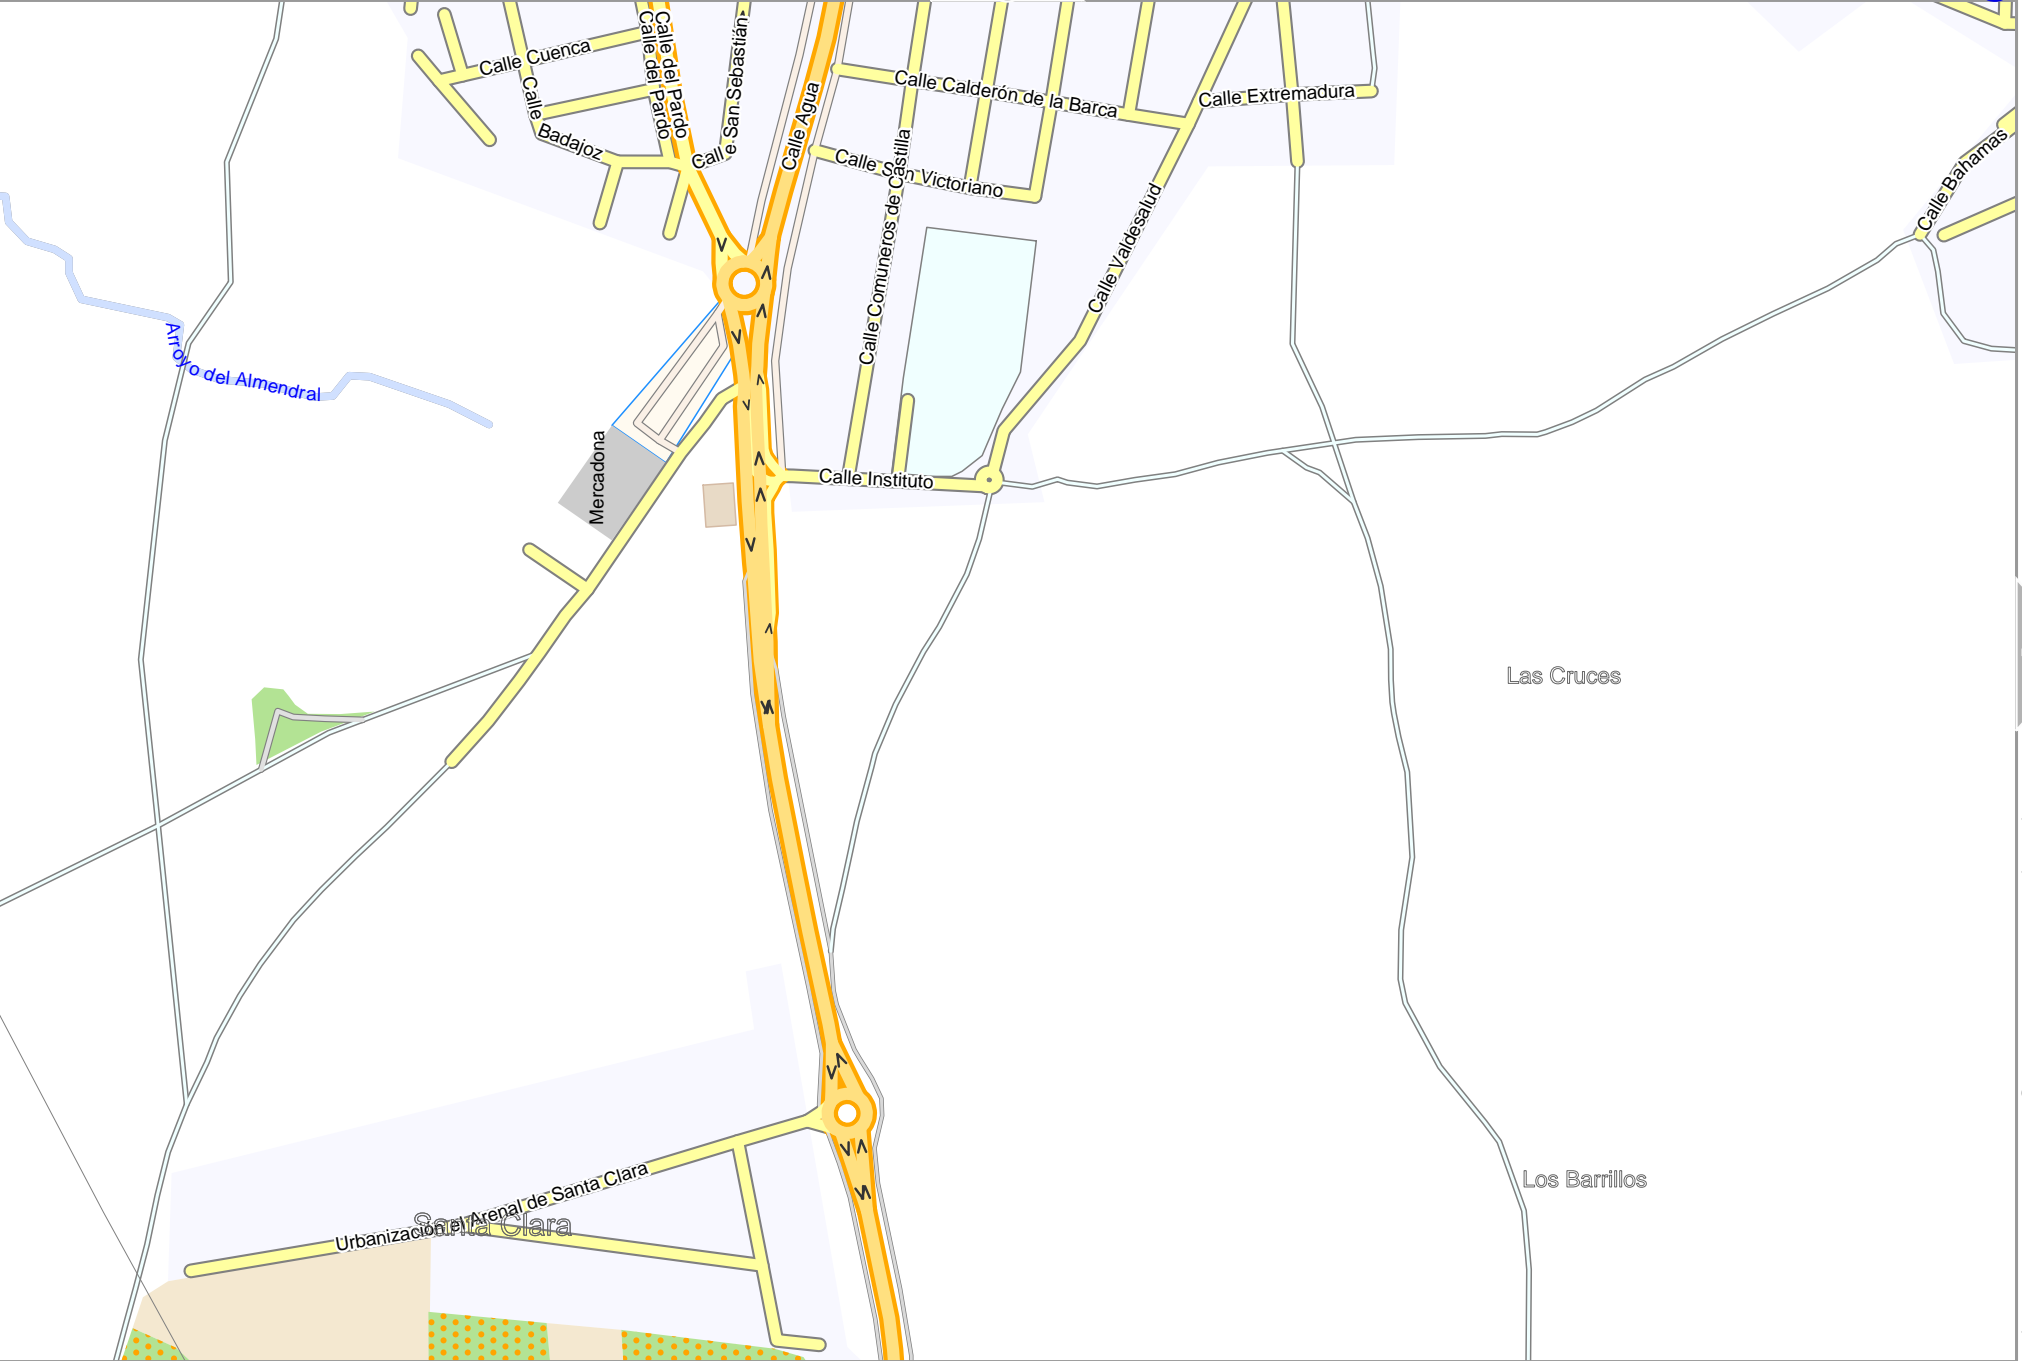 Calle Cuenca
Calle del Pardo
Calle del Pardo
Calle San Sebastián
Calle Badajoz
Calle Agua
Calle Calderón de la Barca
Calle Extremadura
Calle San Victoriano
Calle Comuneros de Castilla
Calle Valdesalud
Calle Bahamas
Arroyo del Almendral
Mercadona
Calle Instituto
Las Cruces
Los Barrillos
Urbanización el Arenal de Santa Clara
Santa Clara